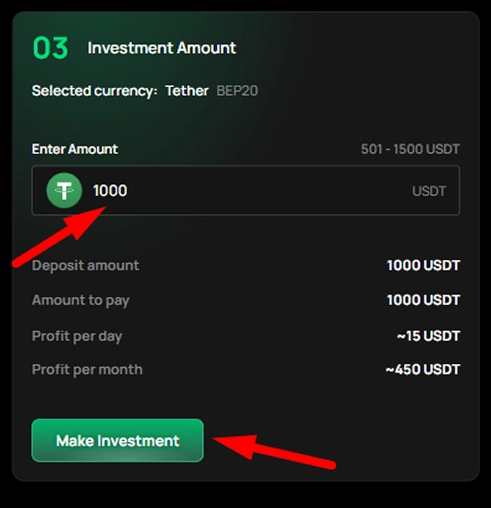 03 Investment Amount
Selected currency: Tether BEP20
Enter Amount 501 - 1500 USDT
1000 USDT
Deposit amount 1000 USDT
Amount to pay 1000 USDT
Profit per day ~15 USDT
Profit per month ~450 USDT
Make Investment